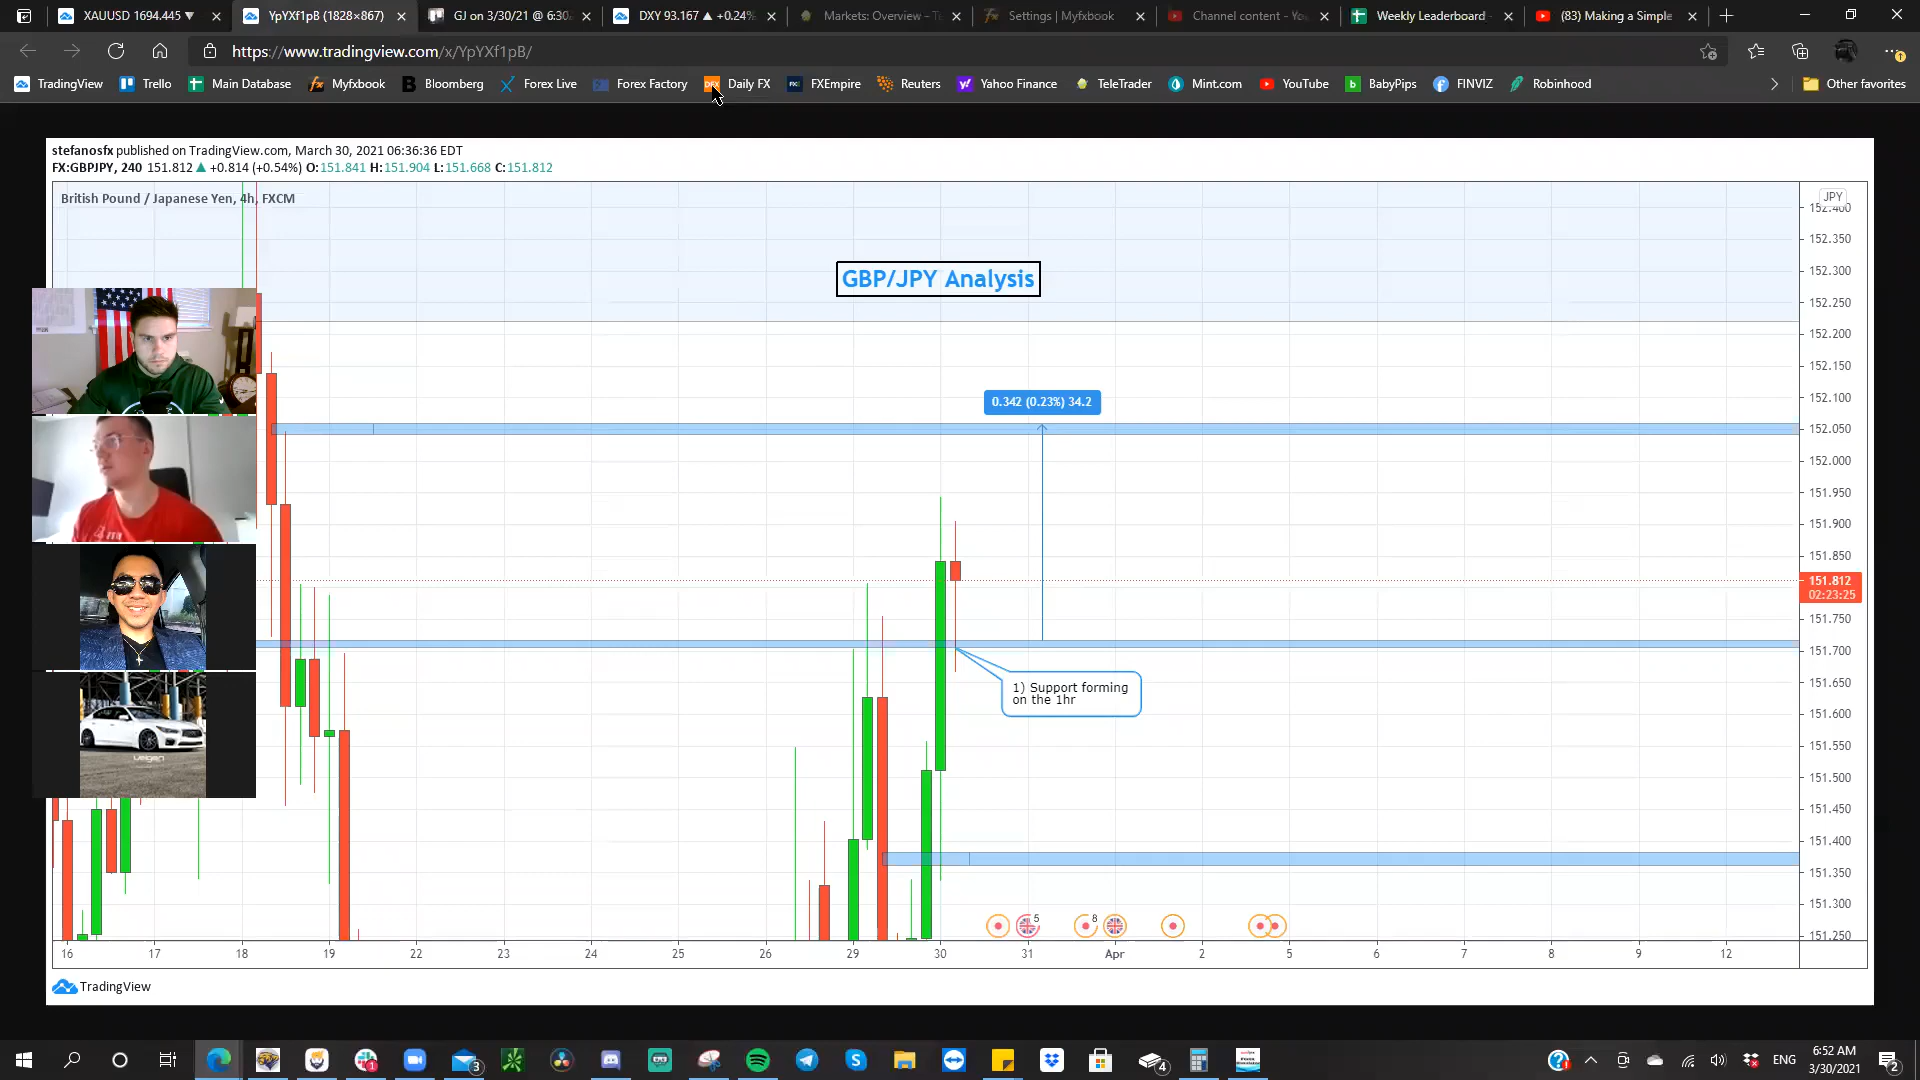 XAUUSD 1694.445 ▼
YpYXf1pB (1828×867)
GJ on 3/30/21 @ 6:30
DXY 93.167 ▲ +0.24%
Markets: Overview – T
Settings | Myfxbook
Channel content - Yo
Weekly Leaderboard
(83) Making a Simple
https://www.tradingview.com/x/YpYXf1pB/
TradingView
Trello
Main Database
Myfxbook
Bloomberg
Forex Live
Forex Factory
Daily FX
FXEmpire
Reuters
Yahoo Finance
TeleTrader
Mint.com
YouTube
BabyPips
FINVIZ
Robinhood
Other favorites
stefanosfx published on TradingView.com, March 30, 2021 06:36:36 EDT
FX:GBPJPY, 240 151.812 ▲ +0.814 (+0.54%) O:151.841 H:151.904 L:151.668 C:151.812
British Pound / Japanese Yen, 4h, FXCM
JPY
152.400
152.350
GBP/JPY Analysis
152.300
152.250
152.200
152.150
0.342 (0.23%) 34.2
152.100
152.050
152.000
151.950
151.900
151.850
151.812
02:23:25
151.750
151.700
1) Support forming
on the 1hr
151.650
151.600
151.550
151.500
151.450
151.400
151.350
151.300
151.250
5
8
16 17 18 19 22 23 24 25 26 29 30 31 Apr 2 5 6 7 8 9 12
TradingView
ENG
6:52 AM
3/30/2021